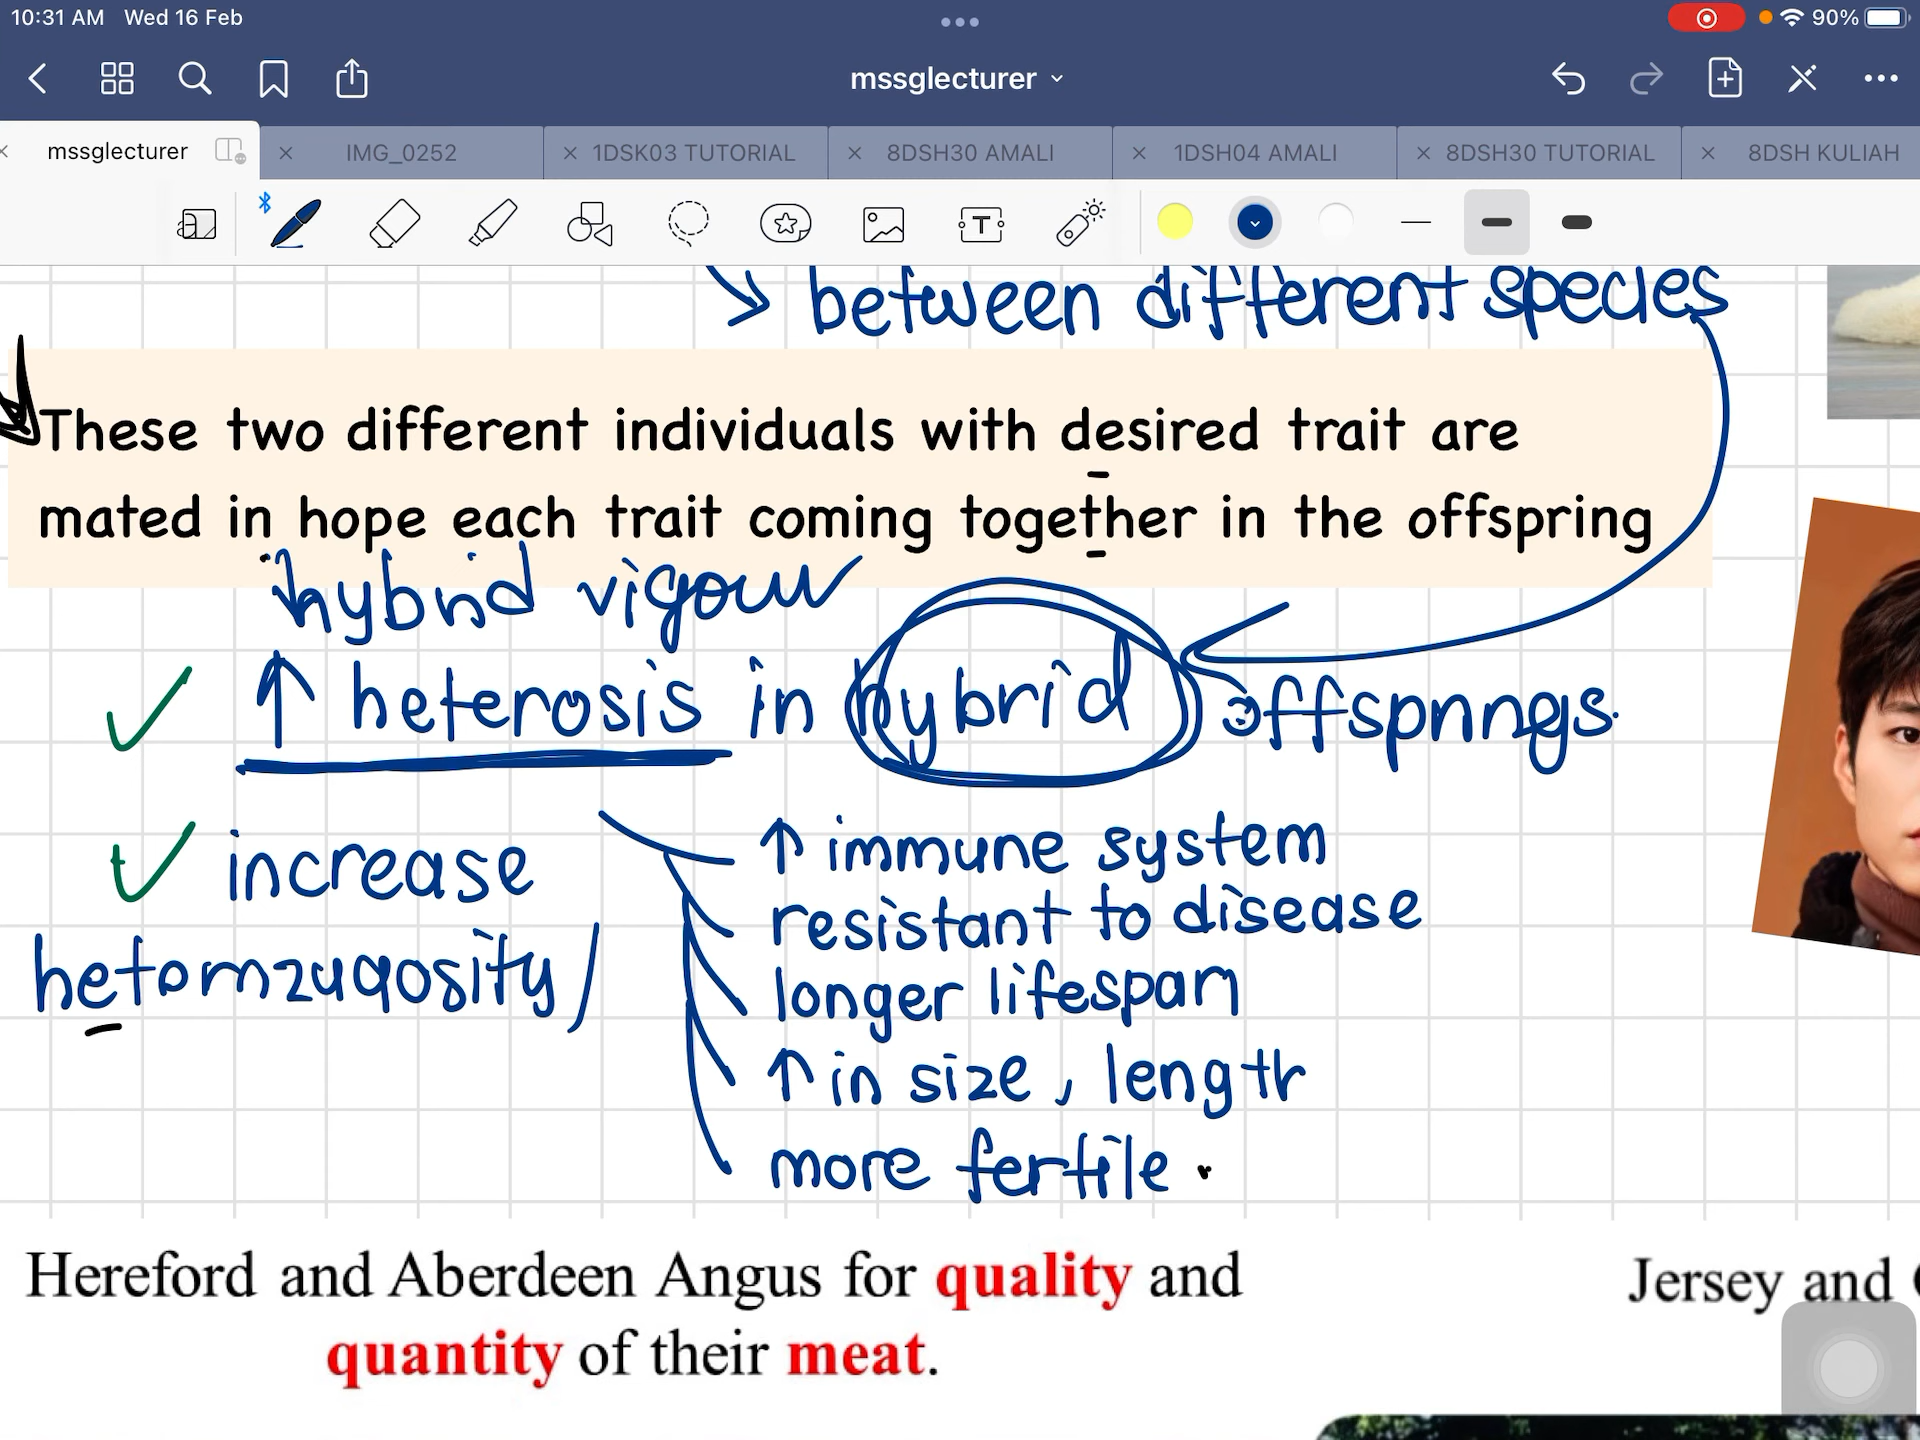 10:31 AM Wed 16 Feb 90%
mssglecturer
mssglecturer IMG_0252 1DSK03 TUTORIAL 8DSH30 AMALI 1DSH04 AMALI 8DSH30 TUTORIAL 8DSH KULIAH
between different species
These two different individuals with desired trait are
mated in hope each trait coming together in the offspring
hybrid vigour
↑ heterosis in hybrid offsprings.
✓ increase
heterozygosity /
↑ immune system
resistant to disease
longer lifespan
↑ in size, length
more fertile.
Hereford and Aberdeen Angus for quality and
quantity of their meat.
Jersey and